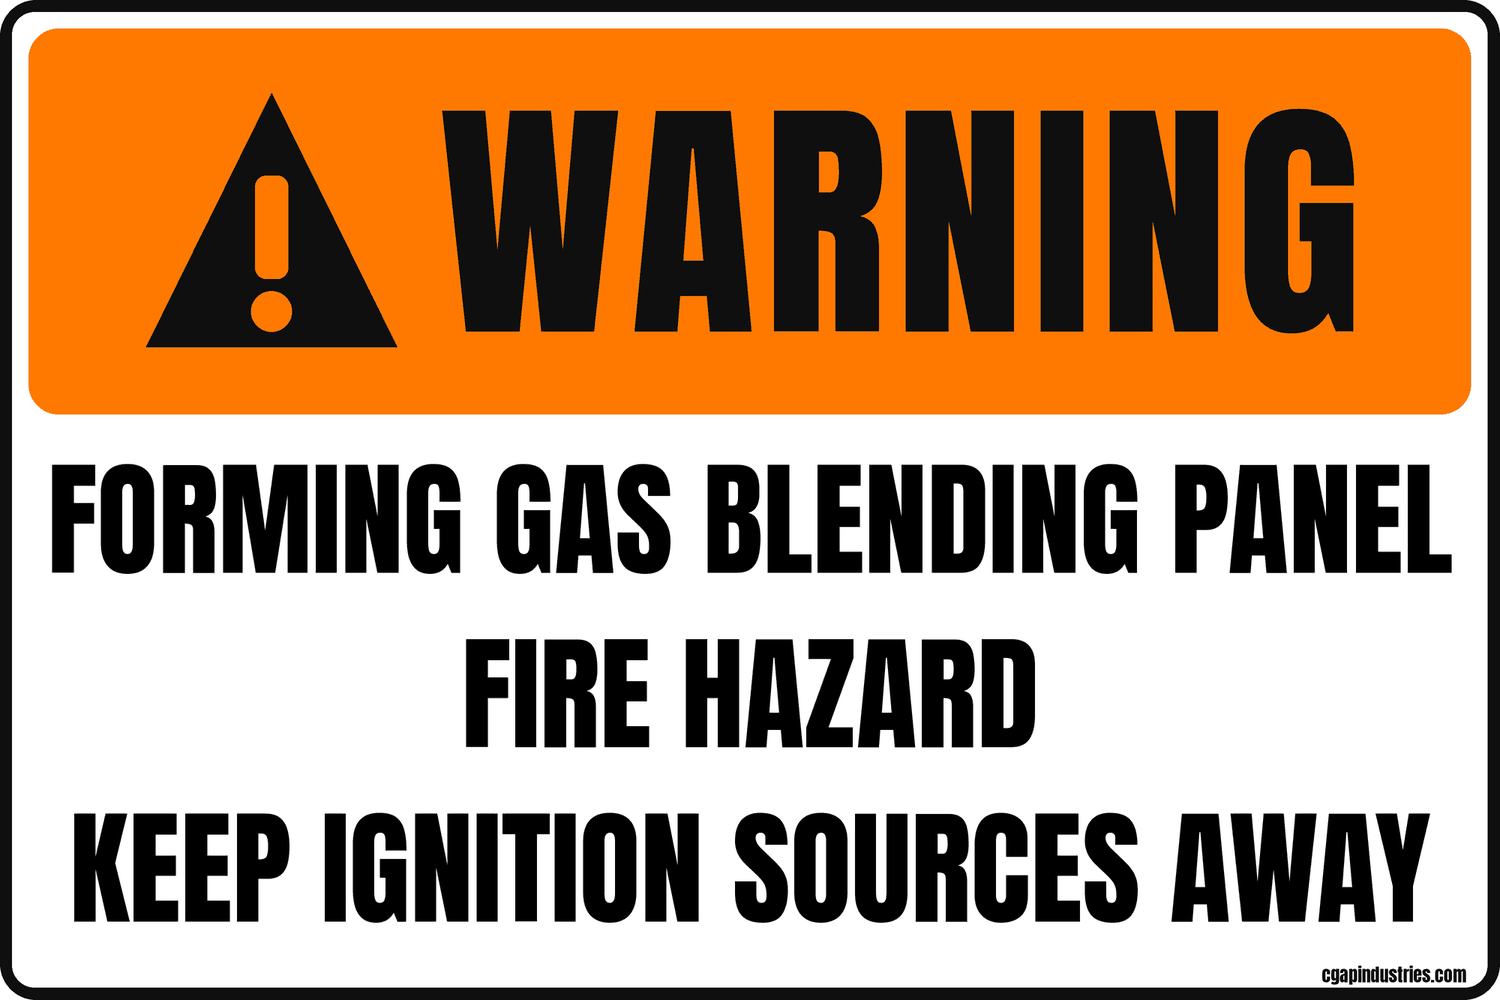 WARNING
FORMING GAS BLENDING PANEL
FIRE HAZARD
KEEP IGNITION SOURCES AWAY
cgapindustries.com